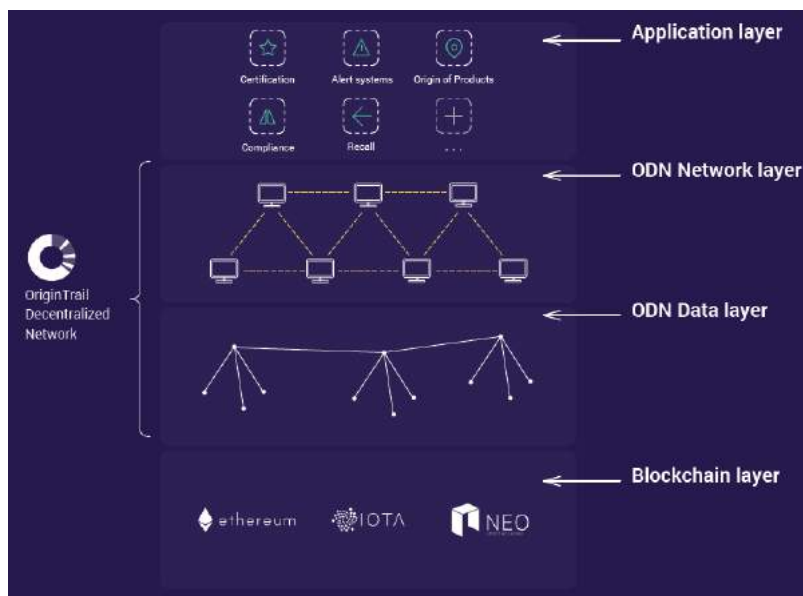 Application layer
Certification
Alert systems
Origin of Products
Compliance
Recall
...
ODN Network layer
OriginTrail
Decentralized
Network
ODN Data layer
Blockchain layer
ethereum
IOTA
NEO